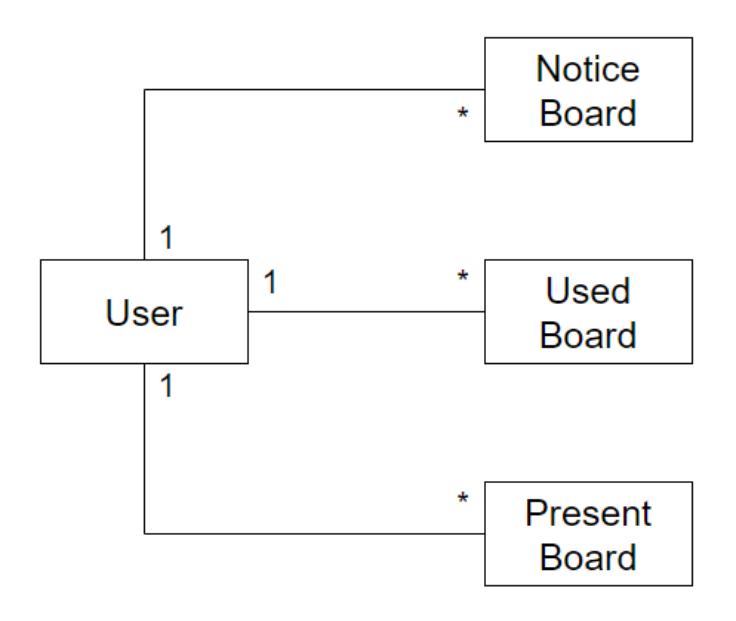 Notice
Board
*
1
User
1
*
Used
Board
1
*
Present
Board